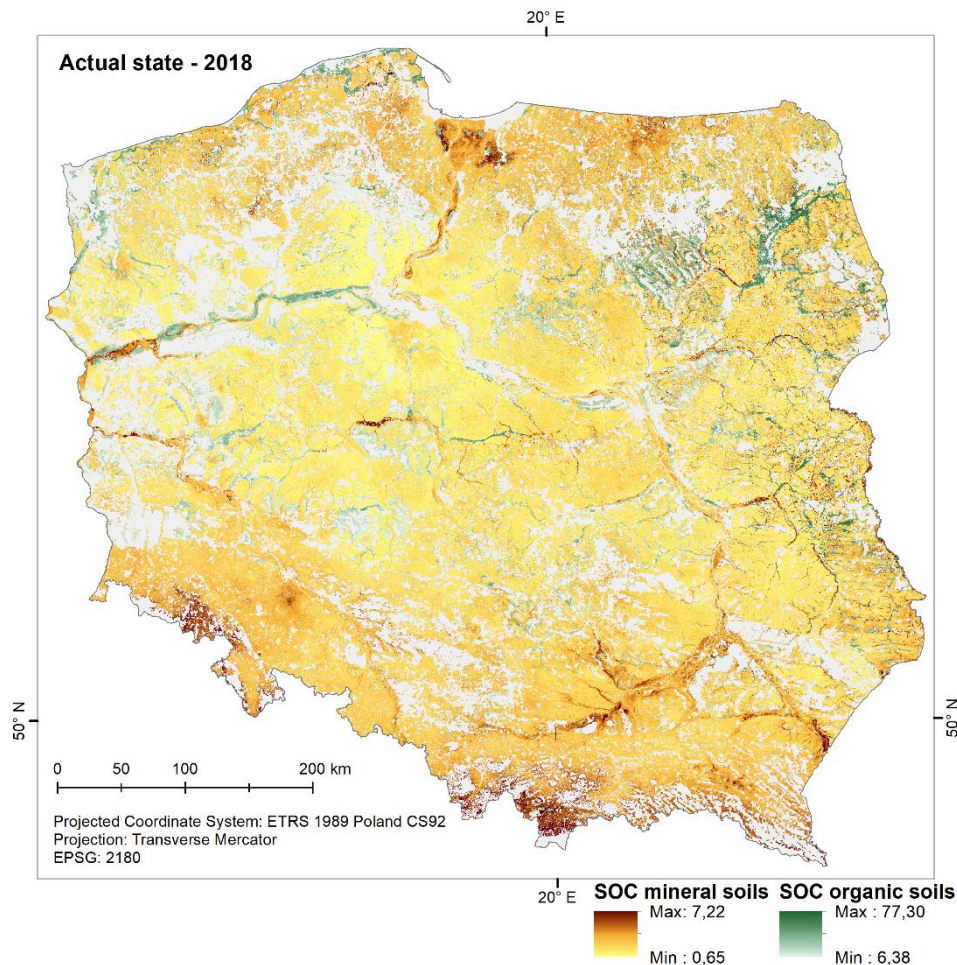 20° E
Actual state - 2018
50° N
50° N
0 50 100 200 km
Projected Coordinate System: ETRS 1989 Poland CS92
Projection: Transverse Mercator
EPSG: 2180
20° E
SOC mineral soils SOC organic soils
Max: 7,22 Max : 77,30
Min : 0,65 Min : 6,38